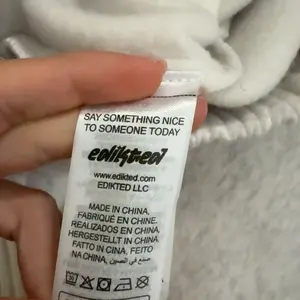 SAY SOMETHING NICE
TO SOMEONE TODAY
edikted
www.edikted.com
EDIKTED LLC
MADE IN CHINA,
FABRIQUÉ EN CHINE,
REALIZADOS EN CHINA,
HERGESTELLT IN CHINA,
FATTO IN CINA, FEITO
NA CHINA, صنع في الصين